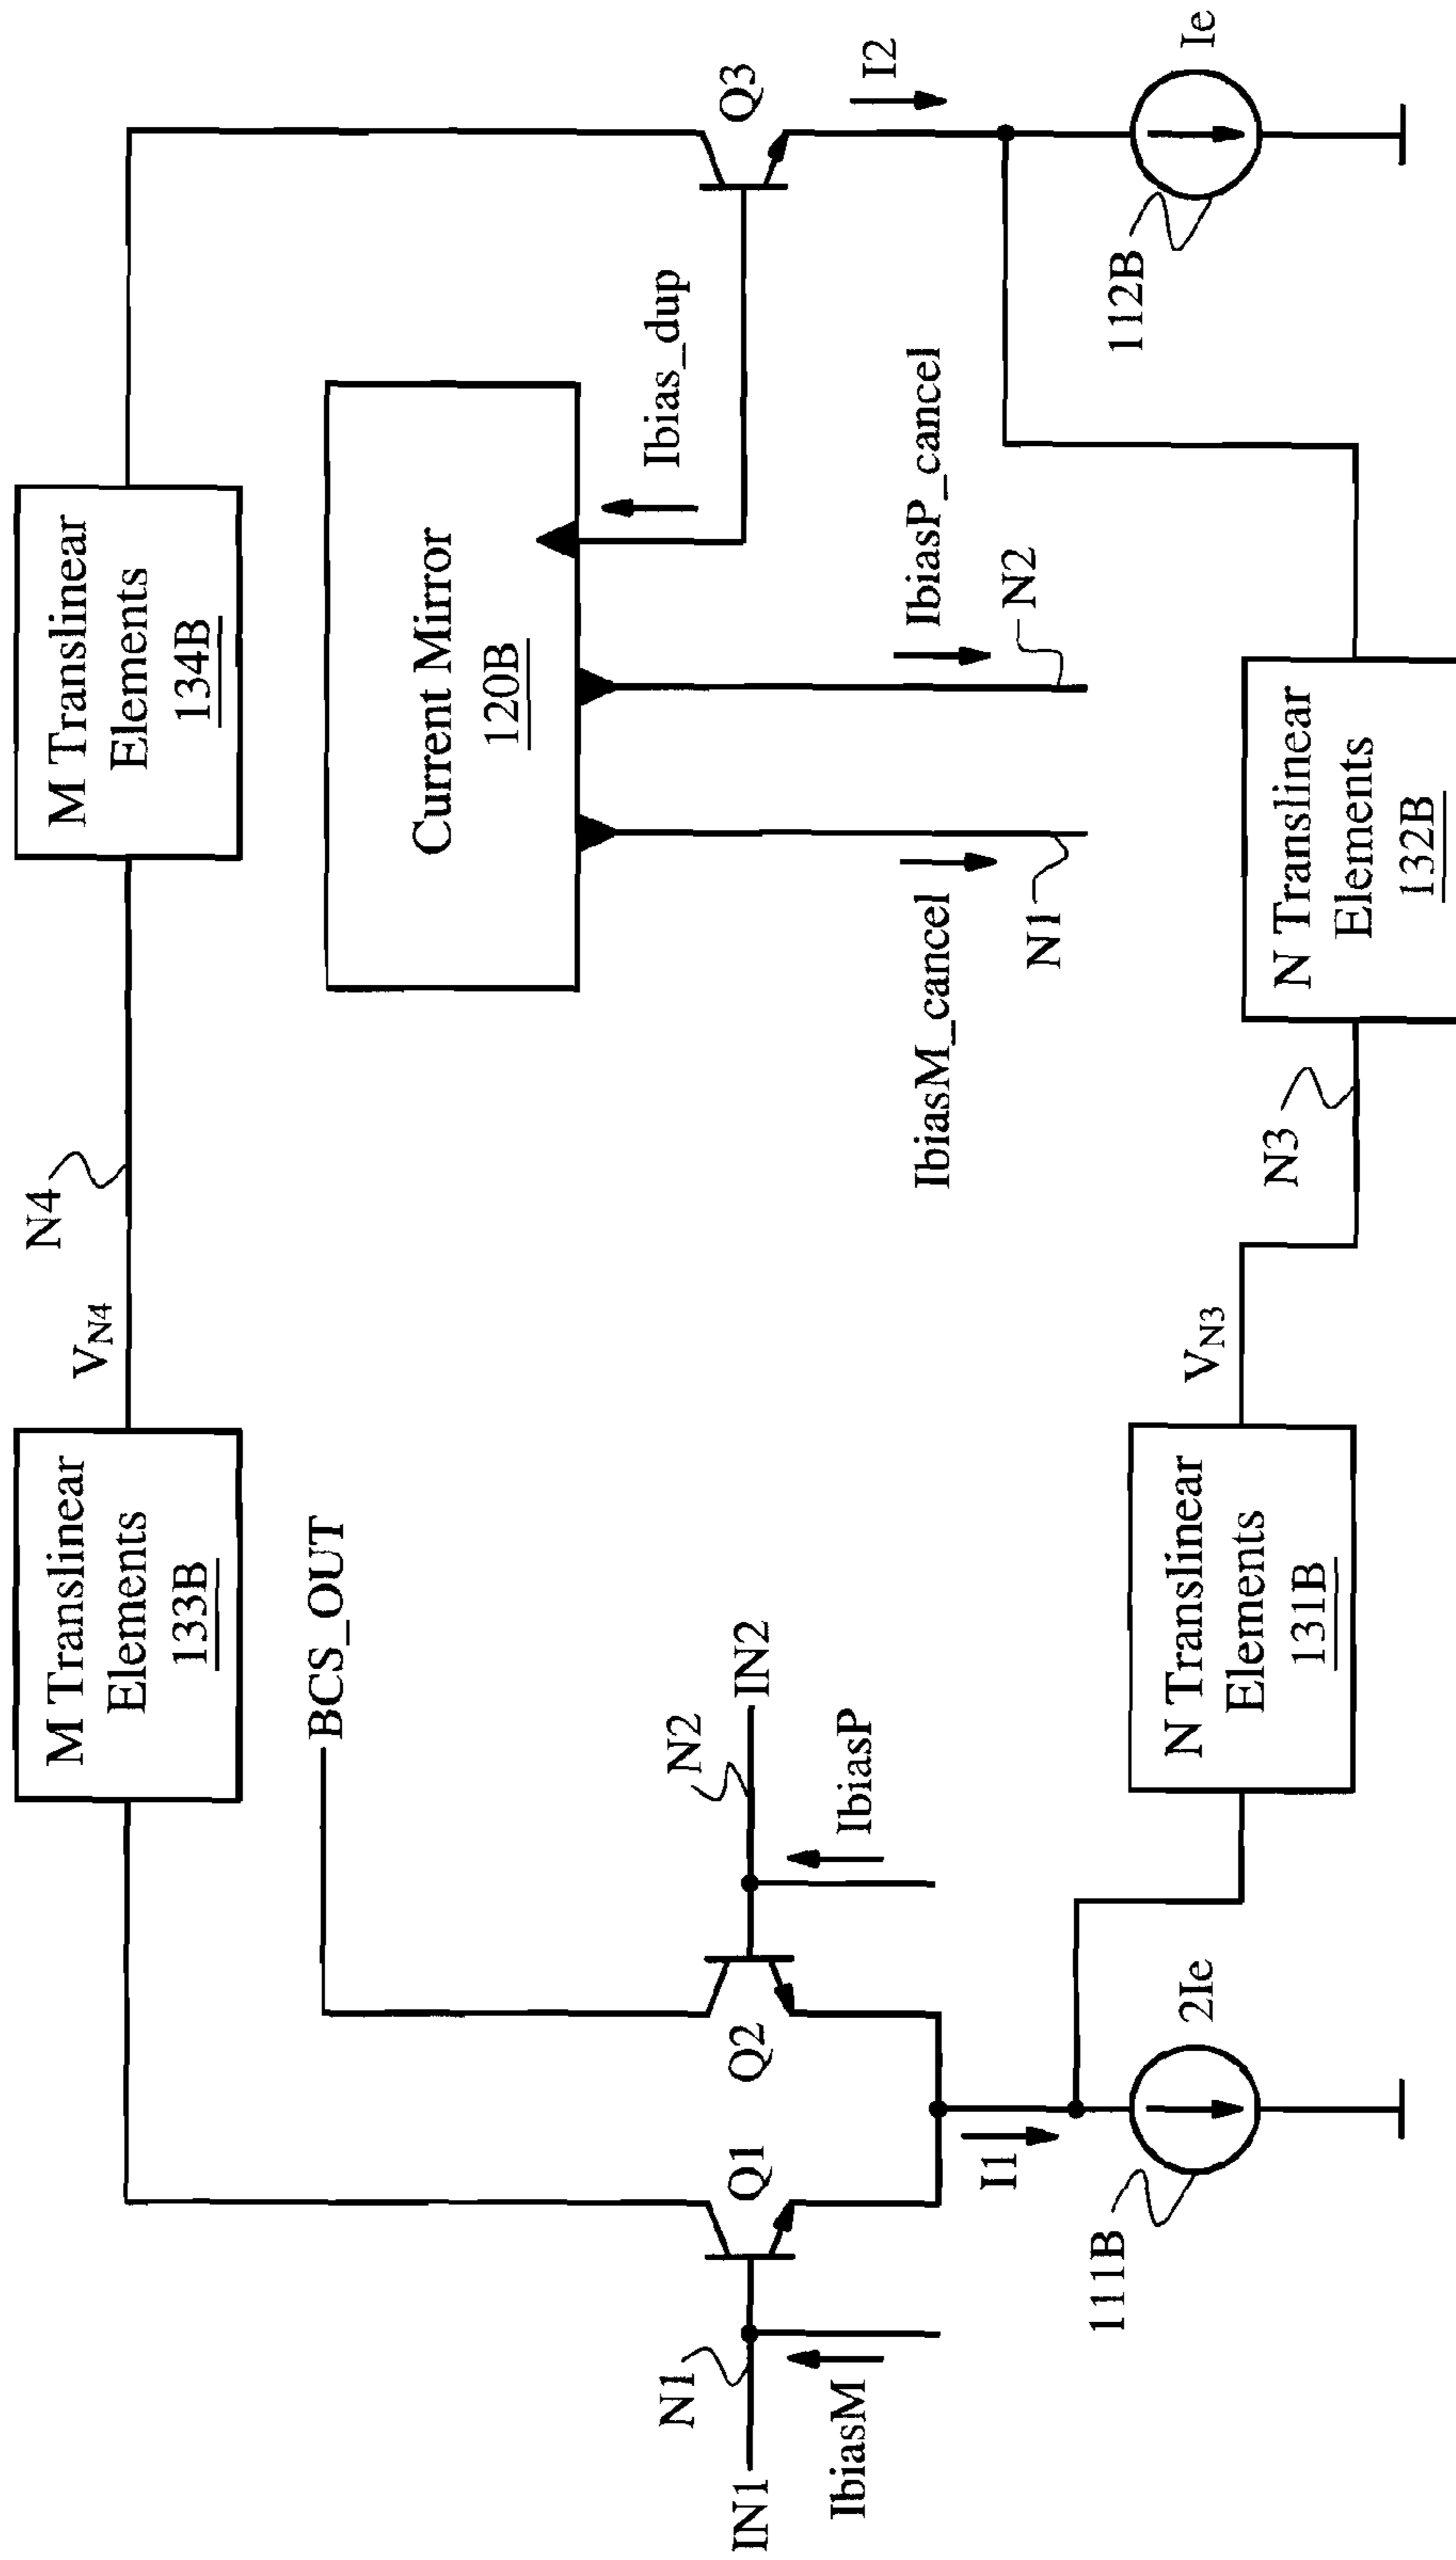 N4
V_N4
M Translinear
Elements
133B
M Translinear
Elements
134B
BCS_OUT
Current Mirror
120B
Ibias_dup
Q3
I2
N1
IN1
IbiasM
Q1
Q2
N2
IN2
IbiasP
IbiasM_cancel
N1
IbiasP_cancel
N2
I1
111B
2Ie
N Translinear
Elements
131B
V_N3
N3
N Translinear
Elements
132B
112B
Ie